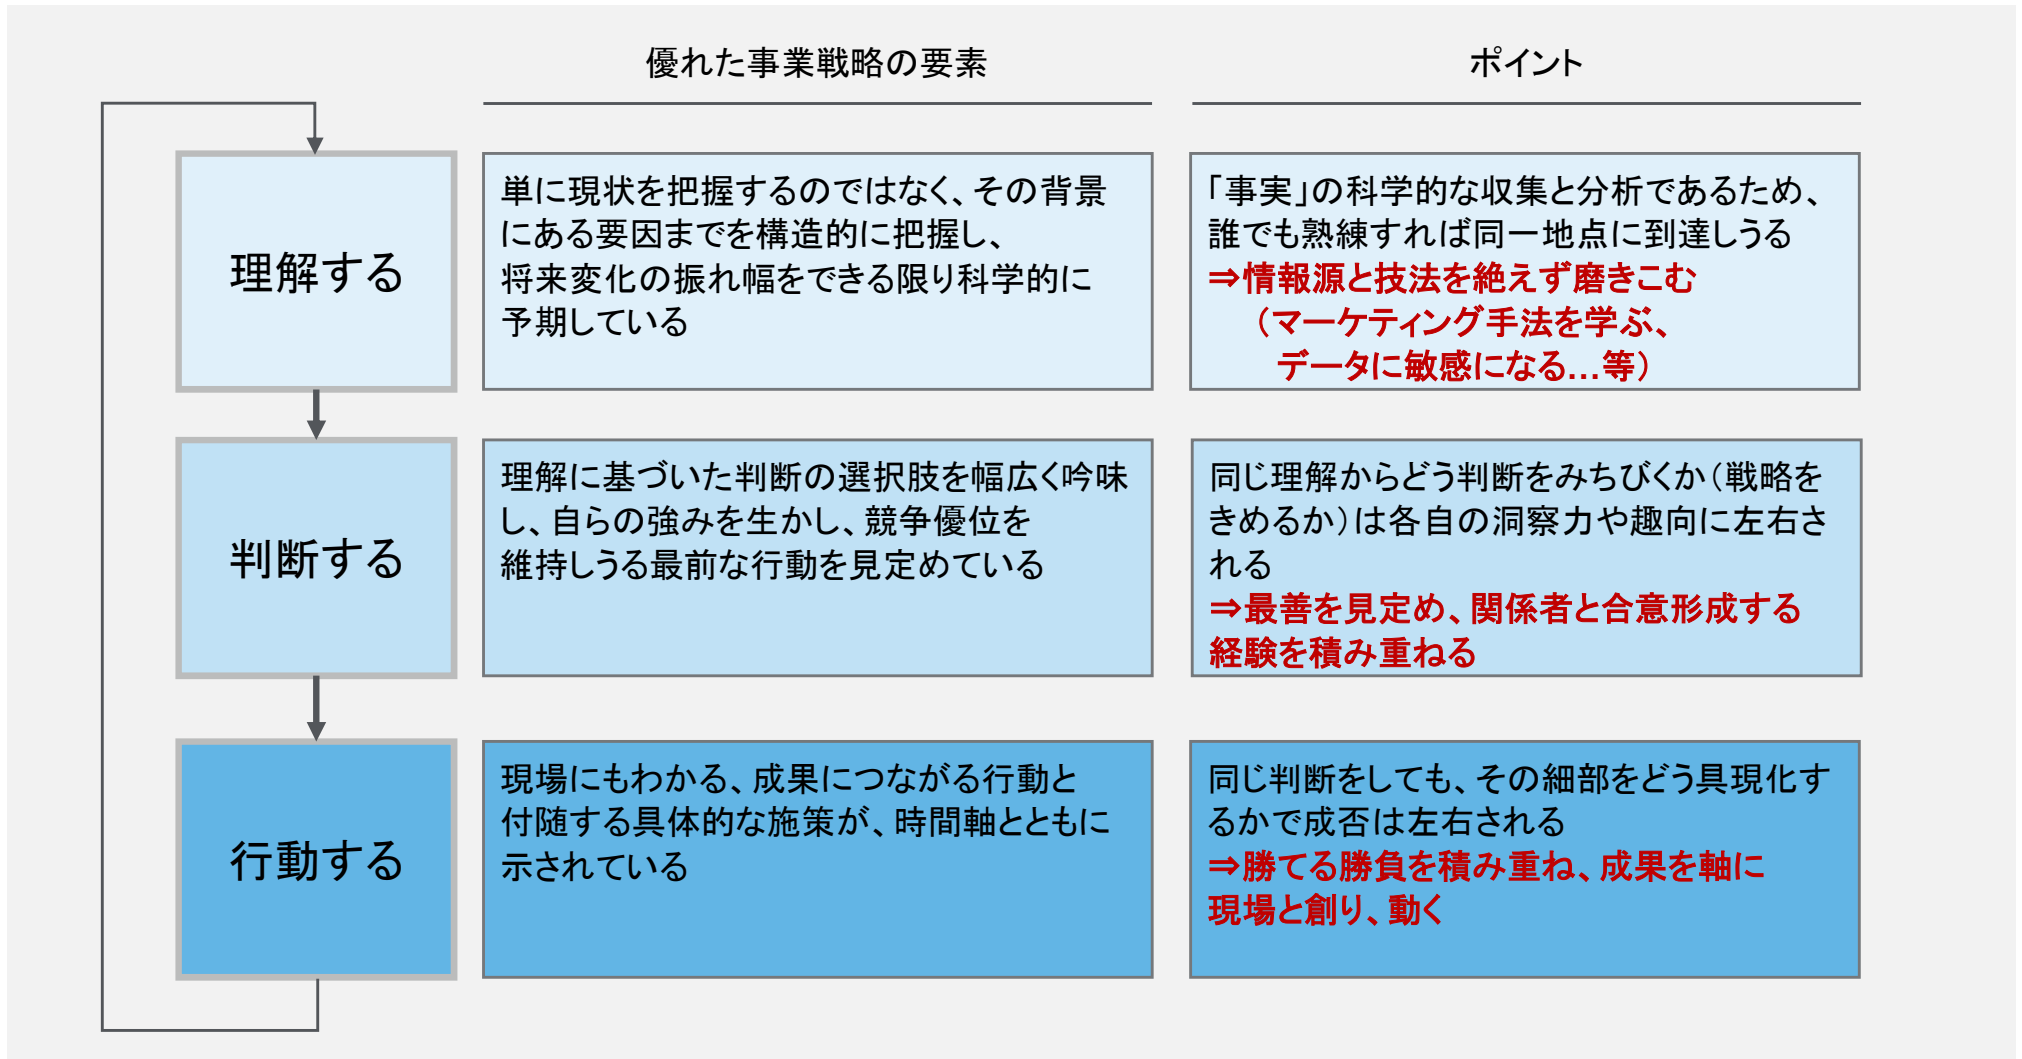 優れた事業戦略の要素
ポイント
理解する
単に現状を把握するのではなく、その背景
にある要因までを構造的に把握し、
将来変化の振れ幅をできる限り科学的に
予期している
「事実」の科学的な収集と分析であるため、
誰でも熟練すれば同一地点に到達しうる
⇒情報源と技法を絶えず磨きこむ
（マーケティング手法を学ぶ、
データに敏感になる…等）
判断する
理解に基づいた判断の選択肢を幅広く吟味
し、自らの強みを生かし、競争優位を
維持しうる最前な行動を見定めている
同じ理解からどう判断をみちびくか（戦略を
きめるか）は各自の洞察力や趣向に左右さ
れる
⇒最善を見定め、関係者と合意形成する
経験を積み重ねる
行動する
現場にもわかる、成果につながる行動と
付随する具体的な施策が、時間軸とともに
示されている
同じ判断をしても、その細部をどう具現化す
るかで成否は左右される
⇒勝てる勝負を積み重ね、成果を軸に
現場と創り、動く